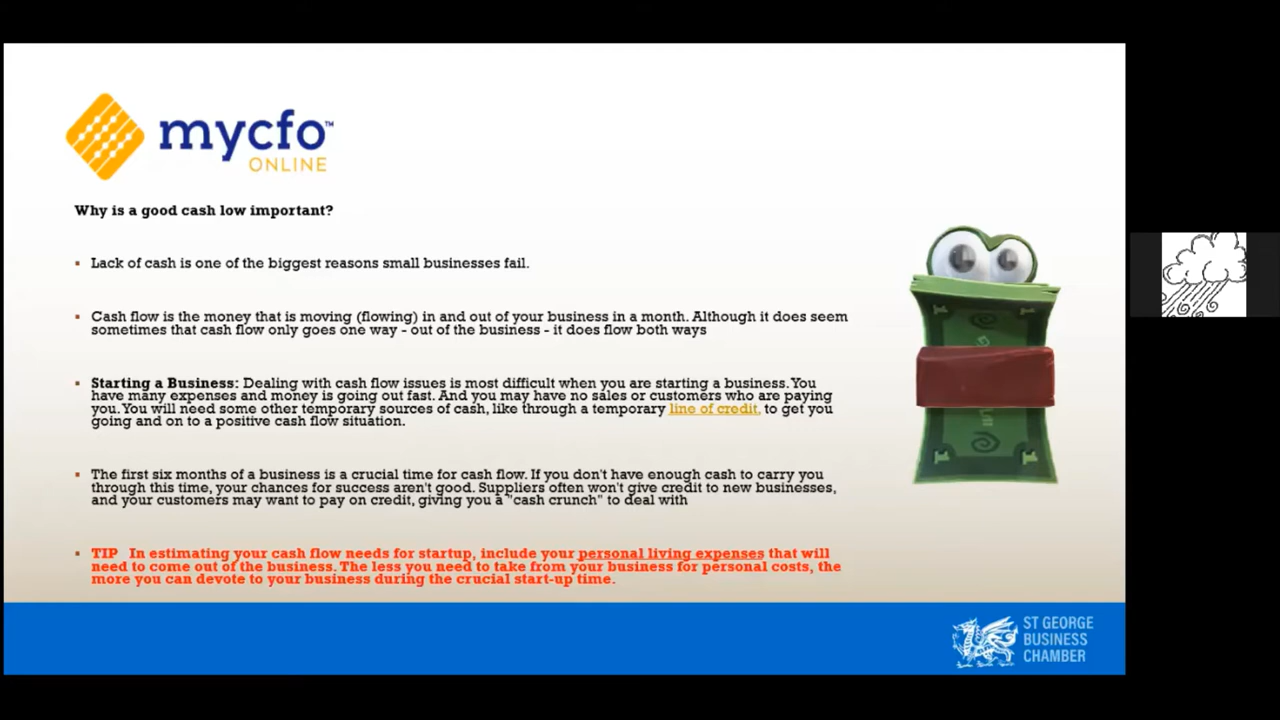 mycfo™
ONLINE
Why is a good cash low important?
▪ Lack of cash is one of the biggest reasons small businesses fail.
▪ Cash flow is the money that is moving (flowing) in and out of your business in a month. Although it does seem
sometimes that cash flow only goes one way - out of the business - it does flow both ways
▪ Starting a Business: Dealing with cash flow issues is most difficult when you are starting a business. You
have many expenses and money is going out fast. And you may have no sales or customers who are paying
you. You will need some other temporary sources of cash, like through a temporary line of credit, to get you
going and on to a positive cash flow situation.
▪ The first six months of a business is a crucial time for cash flow. If you don't have enough cash to carry you
through this time, your chances for success aren't good. Suppliers often won't give credit to new businesses,
and your customers may want to pay on credit, giving you a "cash crunch" to deal with
▪ TIP In estimating your cash flow needs for startup, include your personal living expenses that will
need to come out of the business. The less you need to take from your business for personal costs, the
more you can devote to your business during the crucial start-up time.
ST GEORGE
BUSINESS
CHAMBER